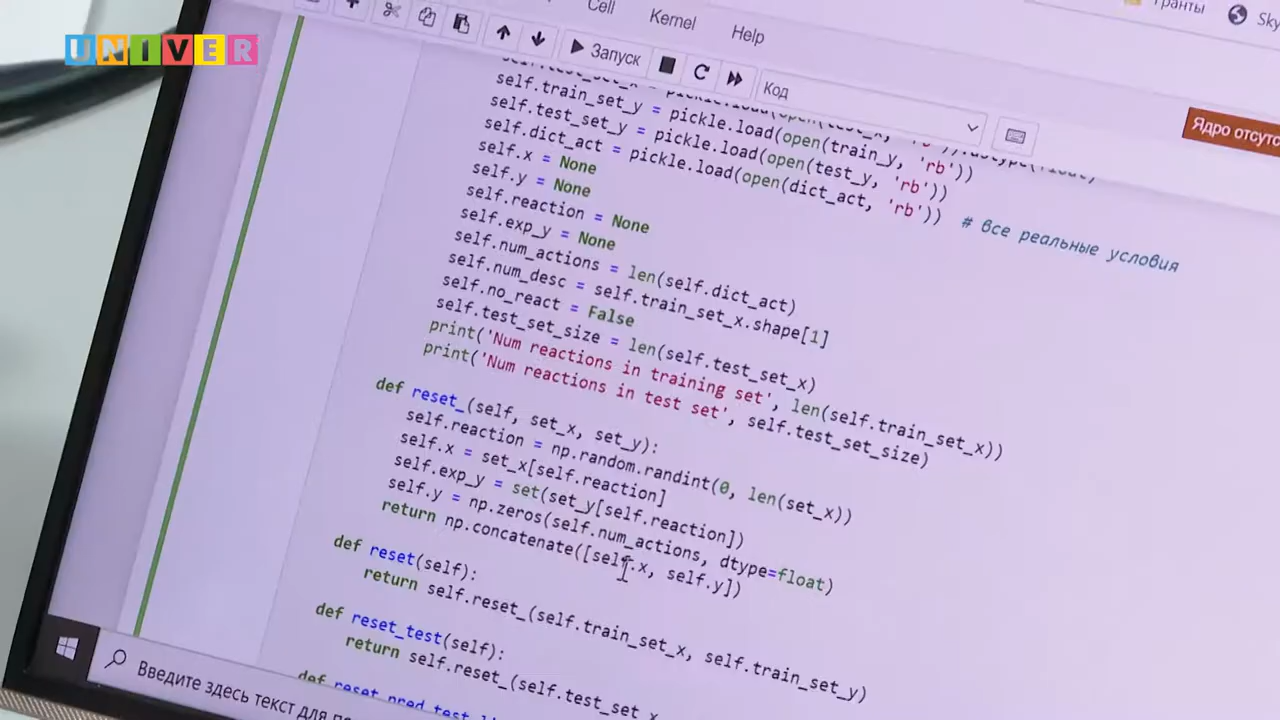 UNIVER
Cell
Kernel
Help
Гранты
Запуск
Код
Ядро отсутс
self.train_set_y = pickle.load(open(train_y, 'rb'))
self.test_set_y = pickle.load(open(test_y, 'rb'))
self.dict_act = pickle.load(open(dict_act, 'rb')) # все реальные условия
self.x = None
self.y = None
self.reaction = None
self.exp_y = None
self.num_actions = len(self.dict_act)
self.num_desc = self.train_set_x.shape[1]
self.no_react = False
self.test_set_size = len(self.test_set_x)
print('Num reactions in training set', len(self.train_set_x))
print('Num reactions in test set', self.test_set_size)
def reset_(self, set_x, set_y):
self.reaction = np.random.randint(0, len(set_x))
self.x = set_x[self.reaction]
self.exp_y = set(set_y[self.reaction])
self.y = np.zeros(self.num_actions, dtype=float)
return np.concatenate([self.x, self.y])
def reset(self):
return self.reset_(self.train_set_x, self.train_set_y)
def reset_test(self):
return self.reset_(self.test_set_x
Введите здесь текст для